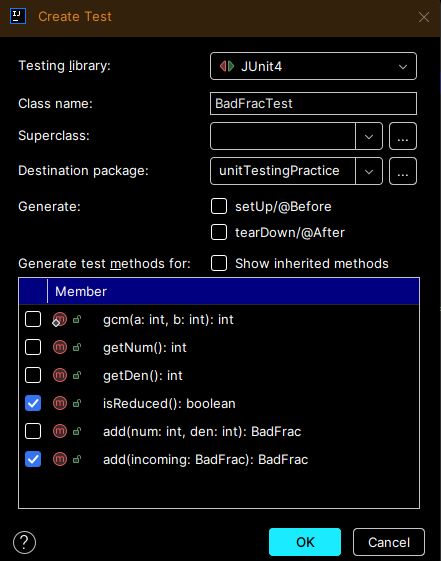 IJ Create Test
Testing library: JUnit4
Class name: BadFracTest
Superclass: ...
Destination package: unitTestingPractice ...
Generate: setUp/@Before
tearDown/@After
Generate test methods for: Show inherited methods
Member
m gcm(a: int, b: int): int
m getNum(): int
m getDen(): int
m isReduced(): boolean
m add(num: int, den: int): BadFrac
m add(incoming: BadFrac): BadFrac
? OK Cancel